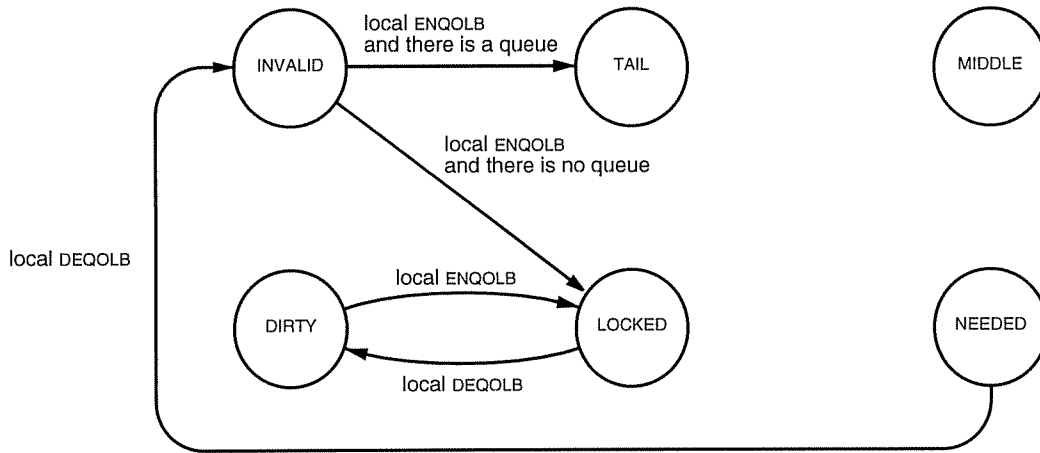 local ENQOLB
and there is a queue
INVALID
TAIL
MIDDLE
local ENQOLB
and there is no queue
local DEQOLB
local ENQOLB
DIRTY
LOCKED
NEEDED
local DEQOLB